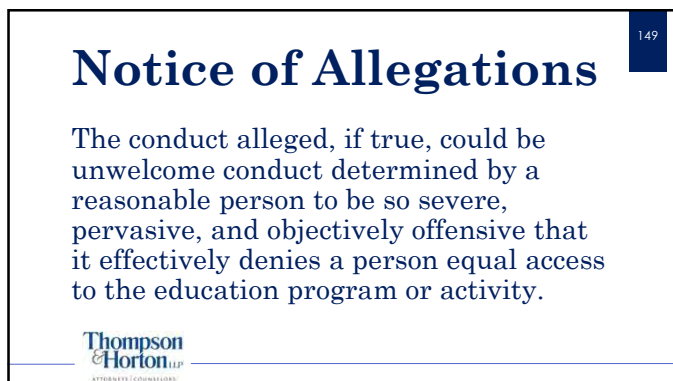 149
Notice of Allegations
The conduct alleged, if true, could be
unwelcome conduct determined by a
reasonable person to be so severe,
pervasive, and objectively offensive that
it effectively denies a person equal access
to the education program or activity.
Thompson
& Horton LLP
ATTORNEYS | COUNSELORS